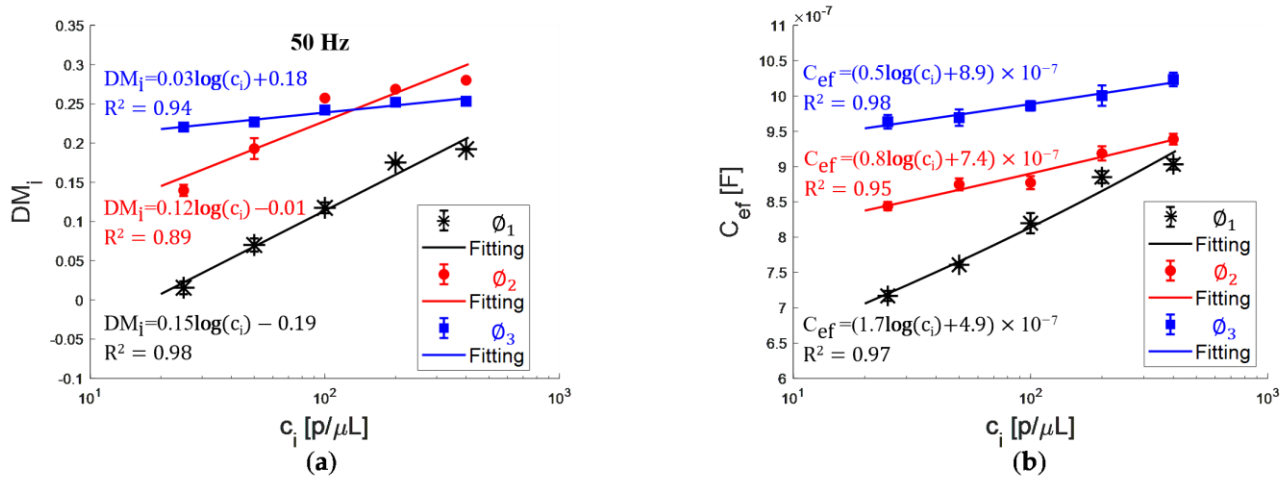 50 Hz
DMᵢ=0.03log(cᵢ)+0.18
R² = 0.94
DMᵢ=0.12log(cᵢ)−0.01
R² = 0.89
DMᵢ=0.15log(cᵢ) − 0.19
R² = 0.98
0.35
0.3
0.25
0.2
0.15
0.1
0.05
0
-0.05
-0.1
DMᵢ
10¹
10²
10³
cᵢ [p/μL]
Ø₁
Fitting
Ø₂
Fitting
Ø₃
Fitting
(a)
×10⁻⁷
11
10.5
10
9.5
9
8.5
8
7.5
7
6.5
6
C_ef [F]
C_ef=(0.5log(cᵢ)+8.9) × 10⁻⁷
R² = 0.98
C_ef=(0.8log(cᵢ)+7.4) × 10⁻⁷
R² = 0.95
C_ef=(1.7log(cᵢ)+4.9) × 10⁻⁷
R² = 0.97
Ø₁
Fitting
Ø₂
Fitting
Ø₃
Fitting
10¹
10²
10³
cᵢ [p/μL]
(b)